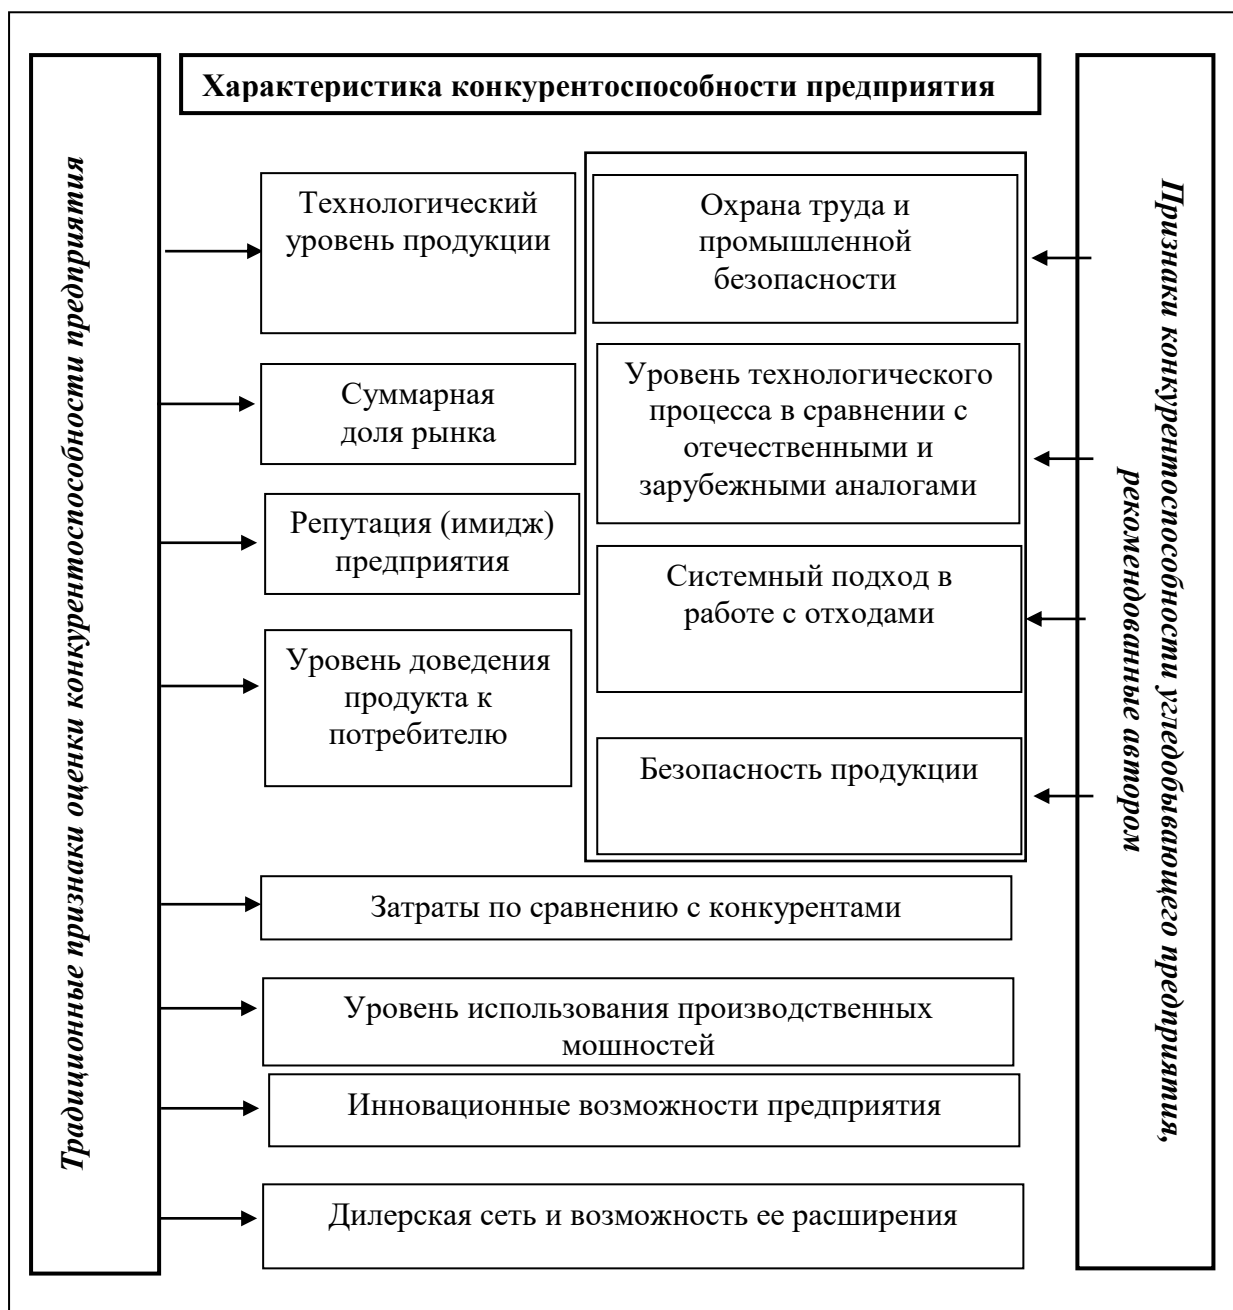 Характеристика конкурентоспособности предприятия
Традиционные признаки оценки конкурентоспособности предприятия
Технологический
уровень продукции
Суммарная
доля рынка
Репутация (имидж)
предприятия
Уровень доведения
продукта к
потребителю
Охрана труда и
промышленной
безопасности
Уровень технологического
процесса в сравнении с
отечественными и
зарубежными аналогами
Системный подход в
работе с отходами
Безопасность продукции
Затраты по сравнению с конкурентами
Уровень использования производственных
мошностей
Инновационные возможности предприятия
Дилерская сеть и возможность ее расширения
Признаки конкурентоспособности угледобывающего предприятия,
рекомендованные автором